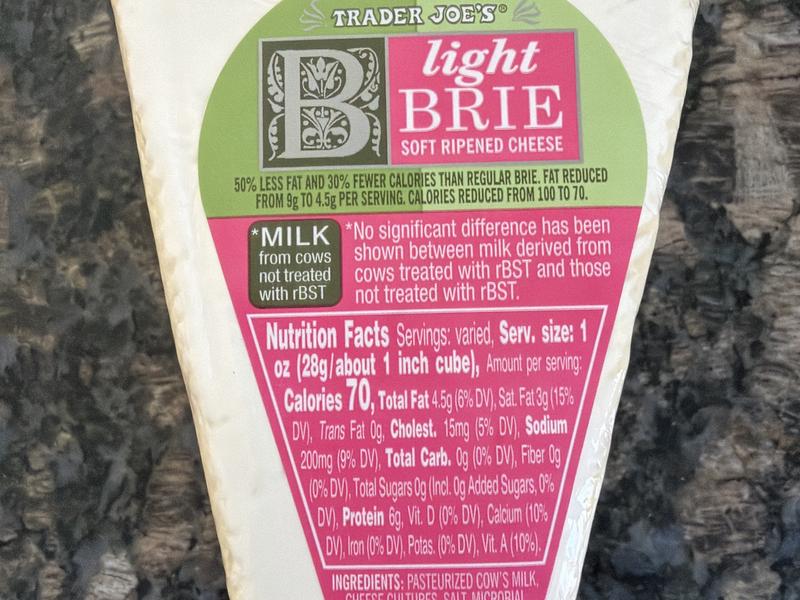 TRADER JOE'S®
B
light
BRIE
SOFT RIPENED CHEESE
50% LESS FAT AND 30% FEWER CALORIES THAN REGULAR BRIE. FAT REDUCED
FROM 9g TO 4.5g PER SERVING. CALORIES REDUCED FROM 100 TO 70.
*MILK
from cows
not treated
with rBST
*No significant difference has been
shown between milk derived from
cows treated with rBST and those
not treated with rBST.
Nutrition Facts Servings: varied, Serv. size: 1
oz (28g/about 1 inch cube), Amount per serving:
Calories 70, Total Fat 4.5g (6% DV), Sat. Fat 3g (15%
DV), Trans Fat 0g, Cholest. 15mg (5% DV), Sodium
200mg (9% DV), Total Carb. 0g (0% DV), Fiber 0g
(0% DV), Total Sugars 0g (Incl. 0g Added Sugars, 0%
DV), Protein 6g, Vit. D (0% DV), Calcium (10%
DV), Iron (0% DV), Potas. (0% DV), Vit. A (10%).
INGREDIENTS: PASTEURIZED COW'S MILK,
CHEESE CULTURES, SALT, MICROBIAL